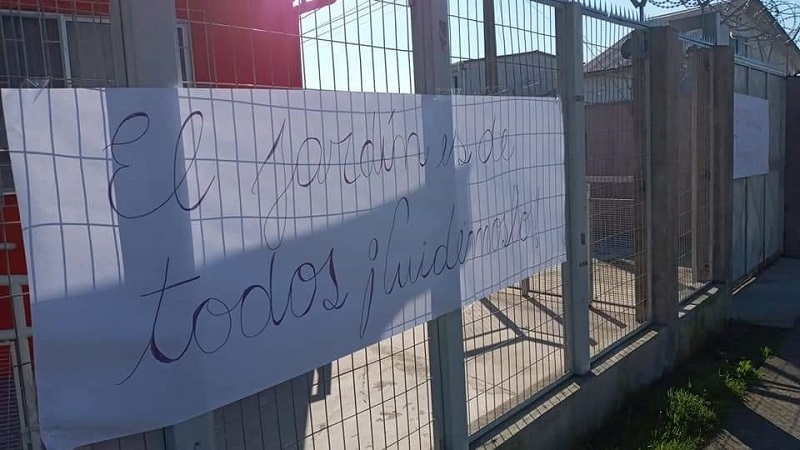 El jardín es de
todos ¡Cuidémoslo!